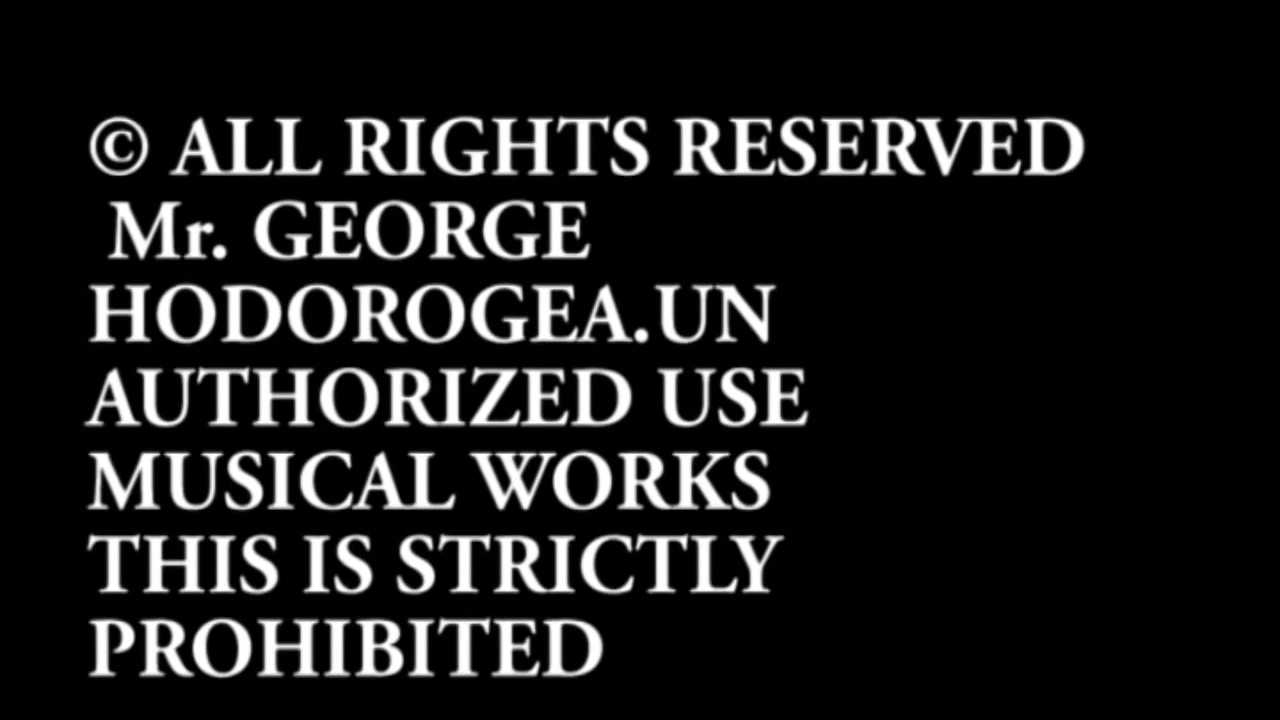 © ALL RIGHTS RESERVED
Mr. GEORGE
HODOROGEA.UN
AUTHORIZED USE
MUSICAL WORKS
THIS IS STRICTLY
PROHIBITED